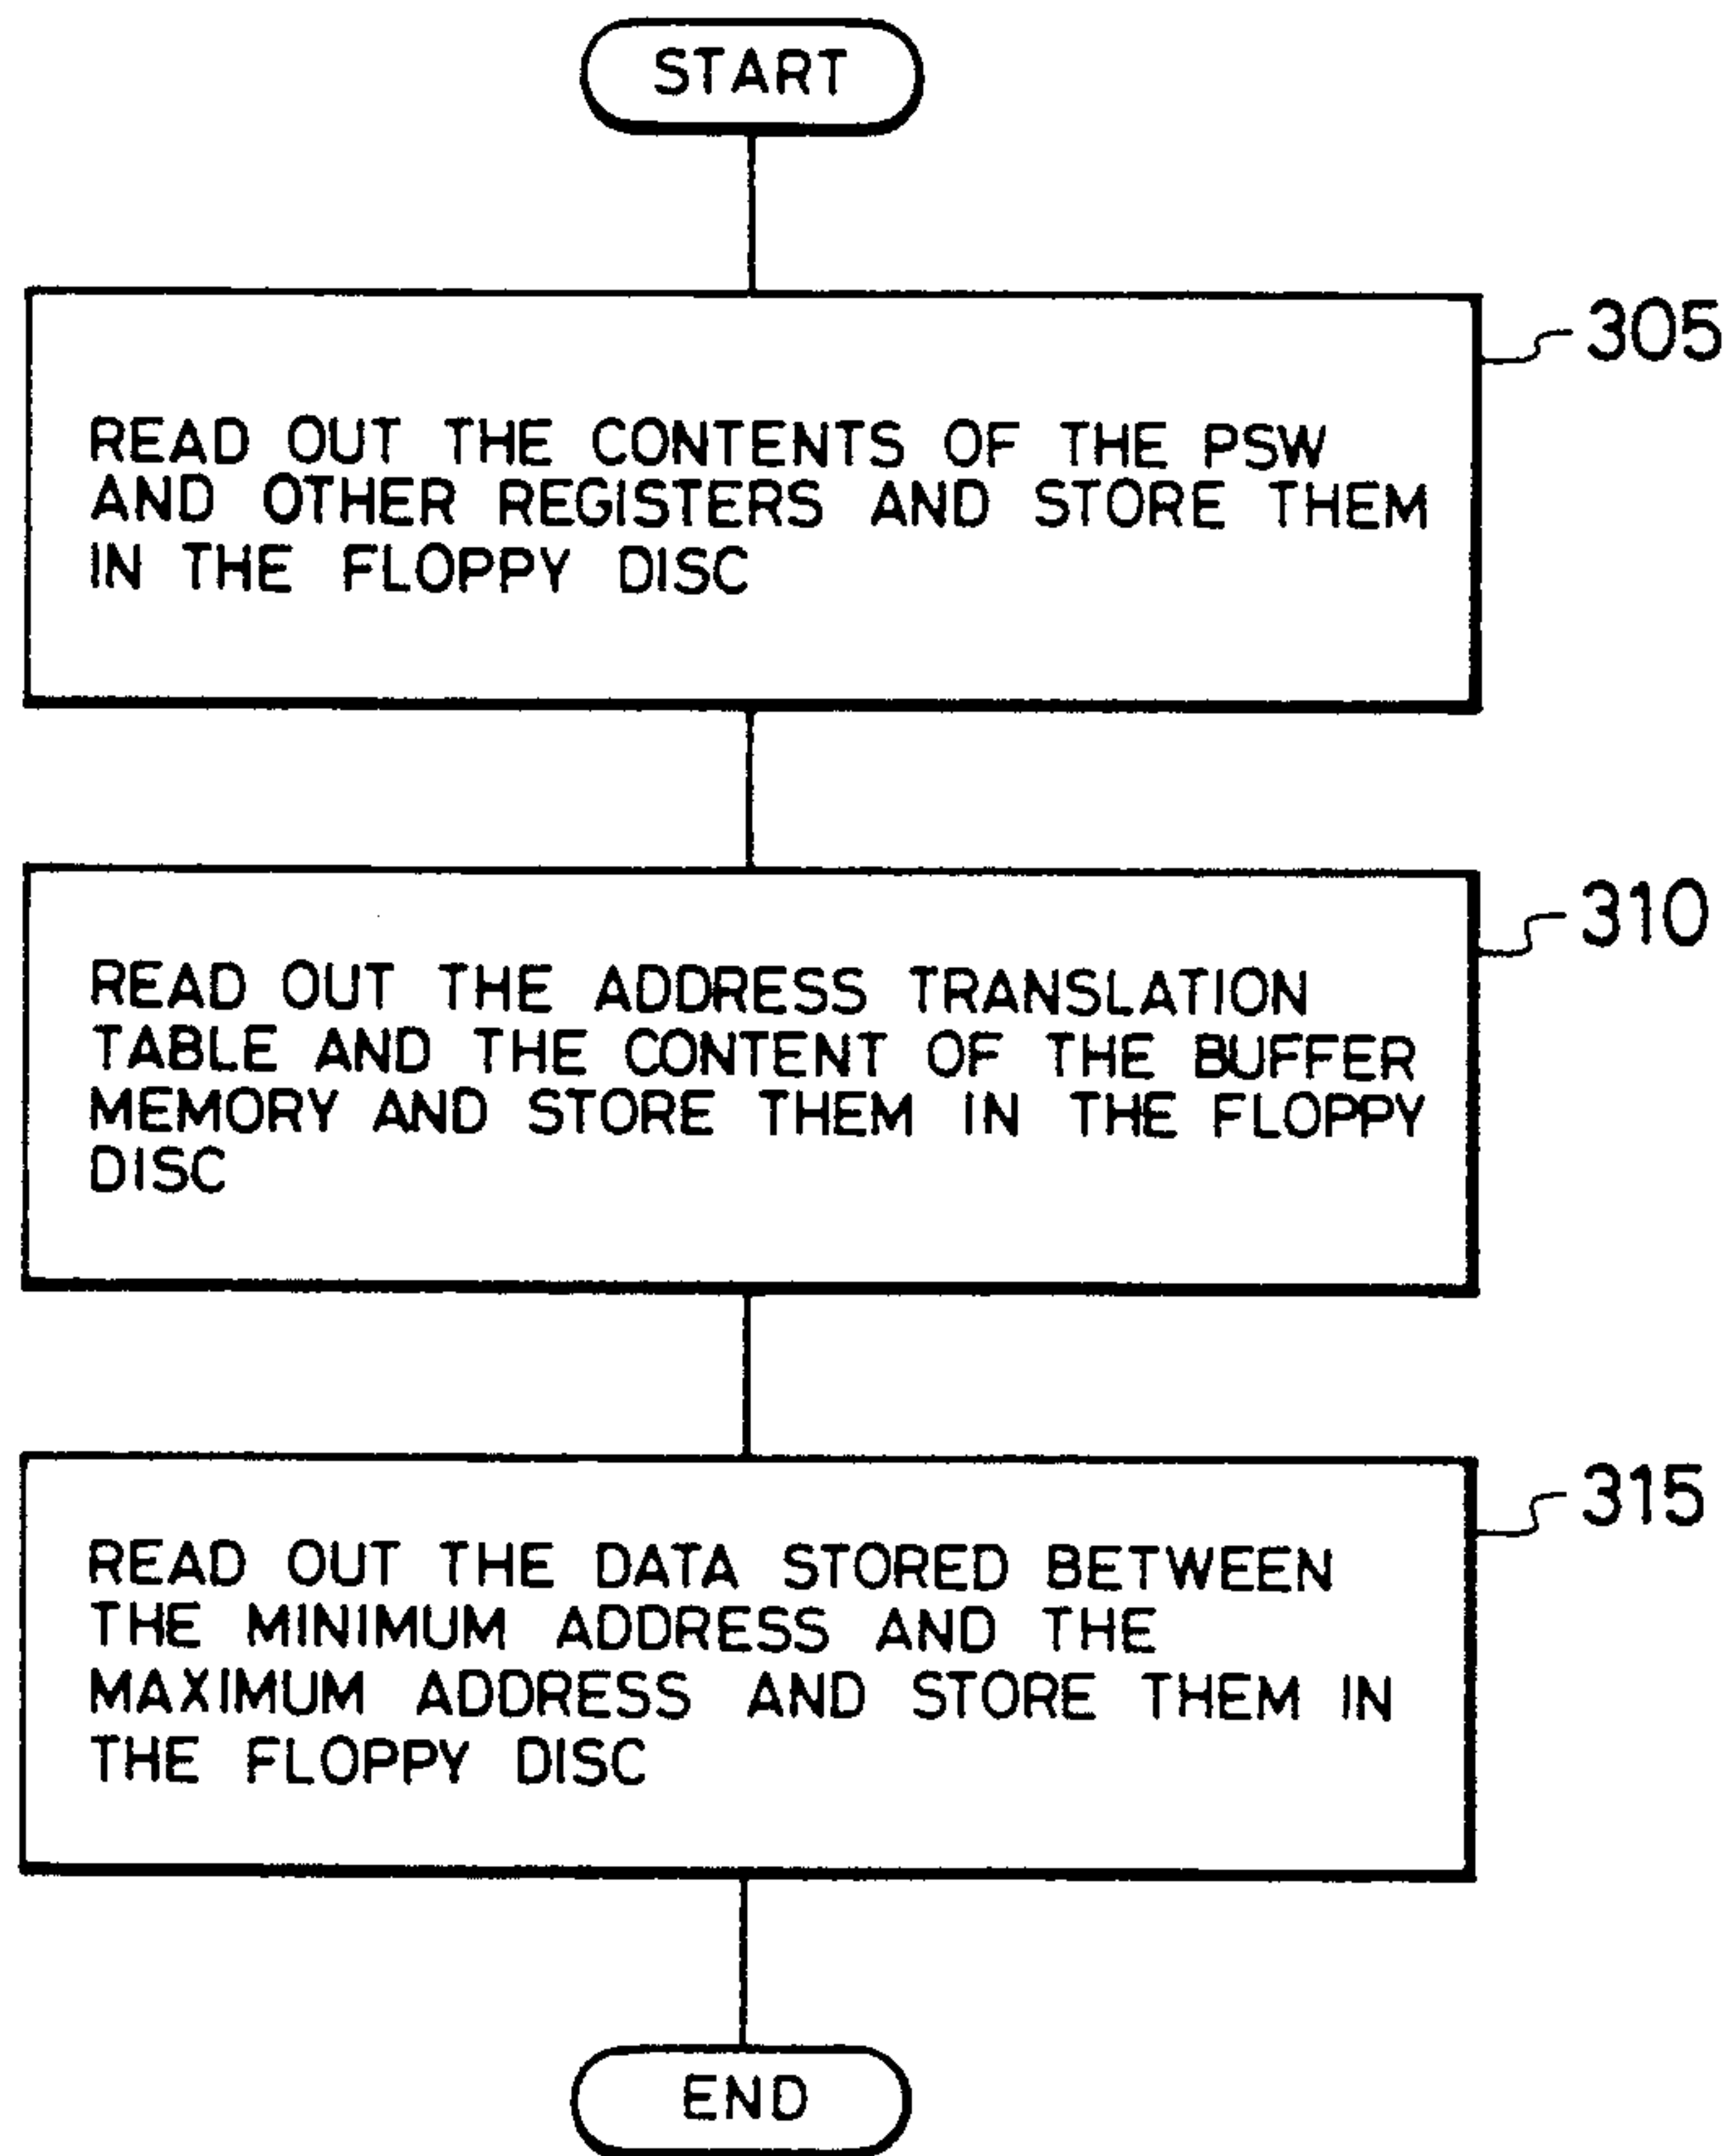 START
305
READ OUT THE CONTENTS OF THE PSW
AND OTHER REGISTERS AND STORE THEM
IN THE FLOPPY DISC
310
READ OUT THE ADDRESS TRANSLATION
TABLE AND THE CONTENT OF THE BUFFER
MEMORY AND STORE THEM IN THE FLOPPY
DISC
315
READ OUT THE DATA STORED BETWEEN
THE MINIMUM ADDRESS AND THE
MAXIMUM ADDRESS AND STORE THEM IN
THE FLOPPY DISC
END